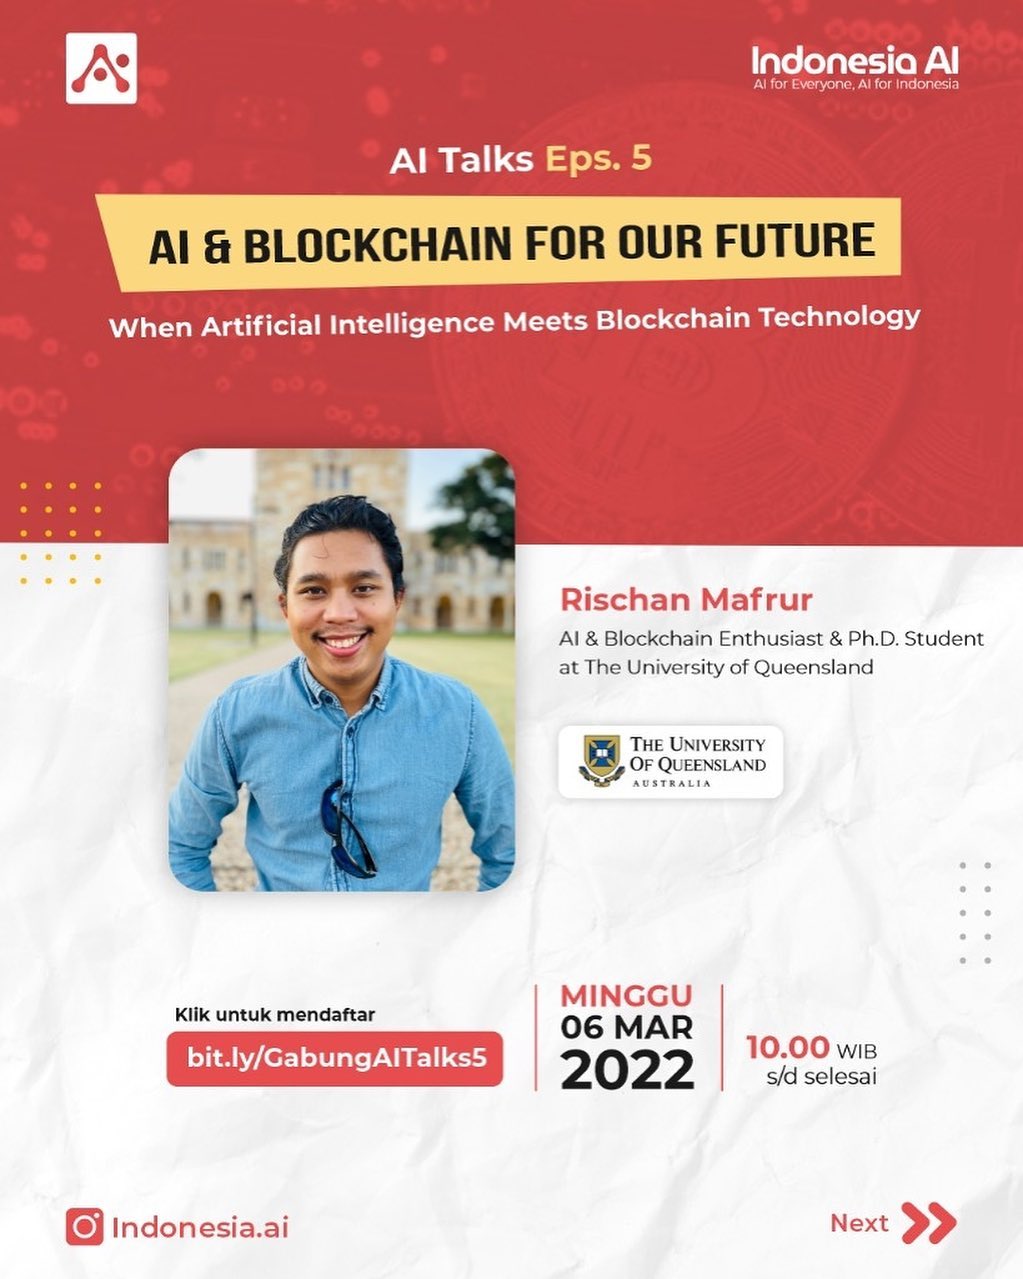 Indonesia AI
AI for Everyone, AI for Indonesia
AI Talks Eps. 5
AI & BLOCKCHAIN FOR OUR FUTURE
When Artificial Intelligence Meets Blockchain Technology
Rischan Mafrur
AI & Blockchain Enthusiast & Ph.D. Student
at The University of Queensland
THE UNIVERSITY
OF QUEENSLAND
AUSTRALIA
Klik untuk mendaftar
bit.ly/GabungAITalks5
MINGGU
06 MAR
2022
10.00 WIB
s/d selesai
Indonesia.ai
Next